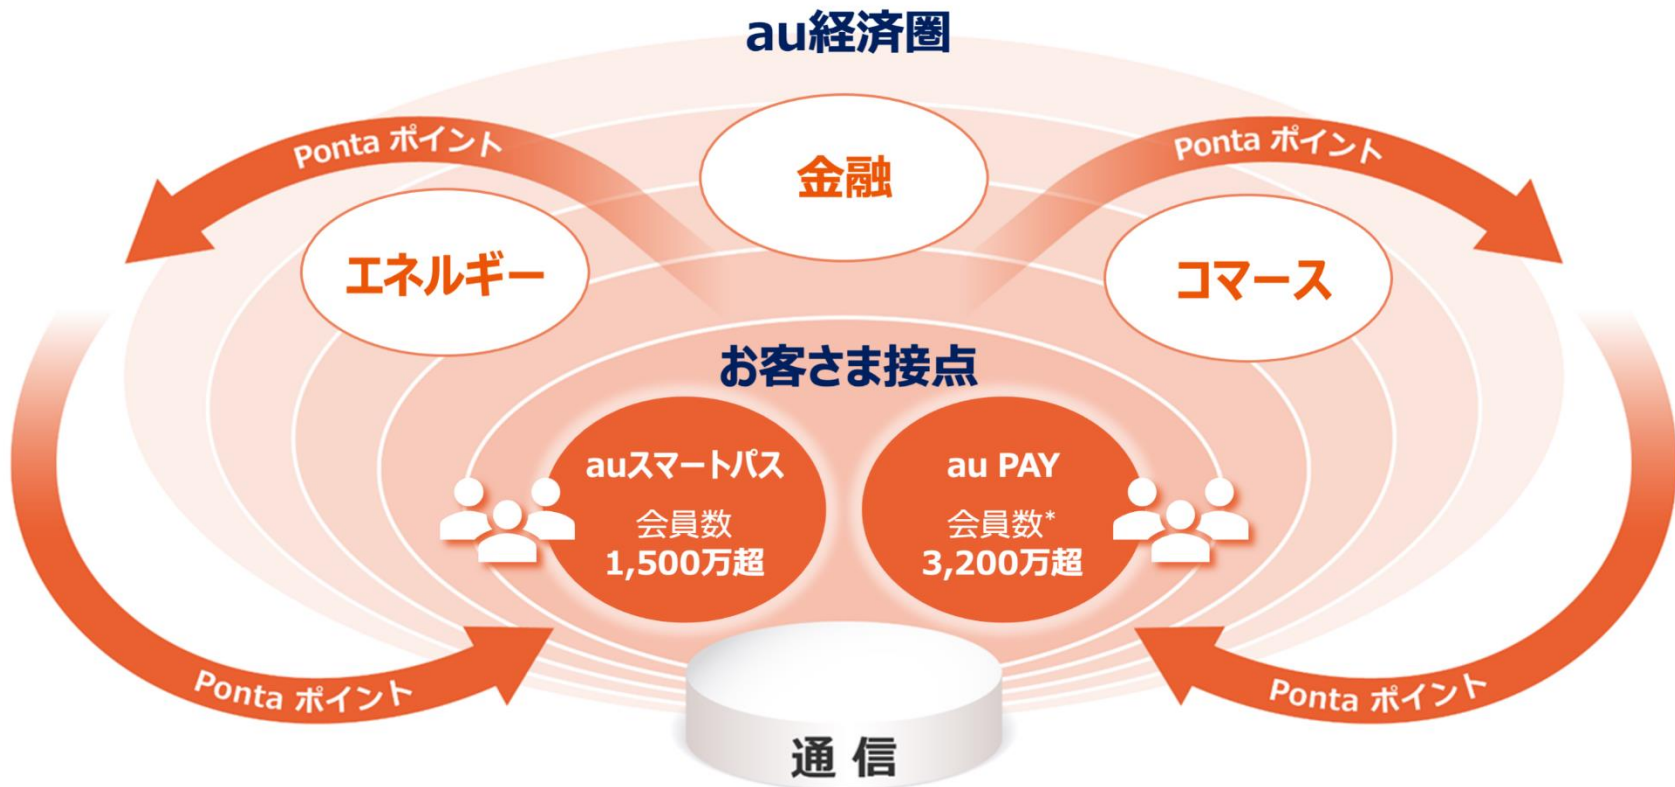 au経済圏
Ponta ポイント
金融
Ponta ポイント
エネルギー
コマース
お客さま接点
auスマートパス
会員数
1,500万超
au PAY
会員数*
3,200万超
Ponta ポイント
Ponta ポイント
通信